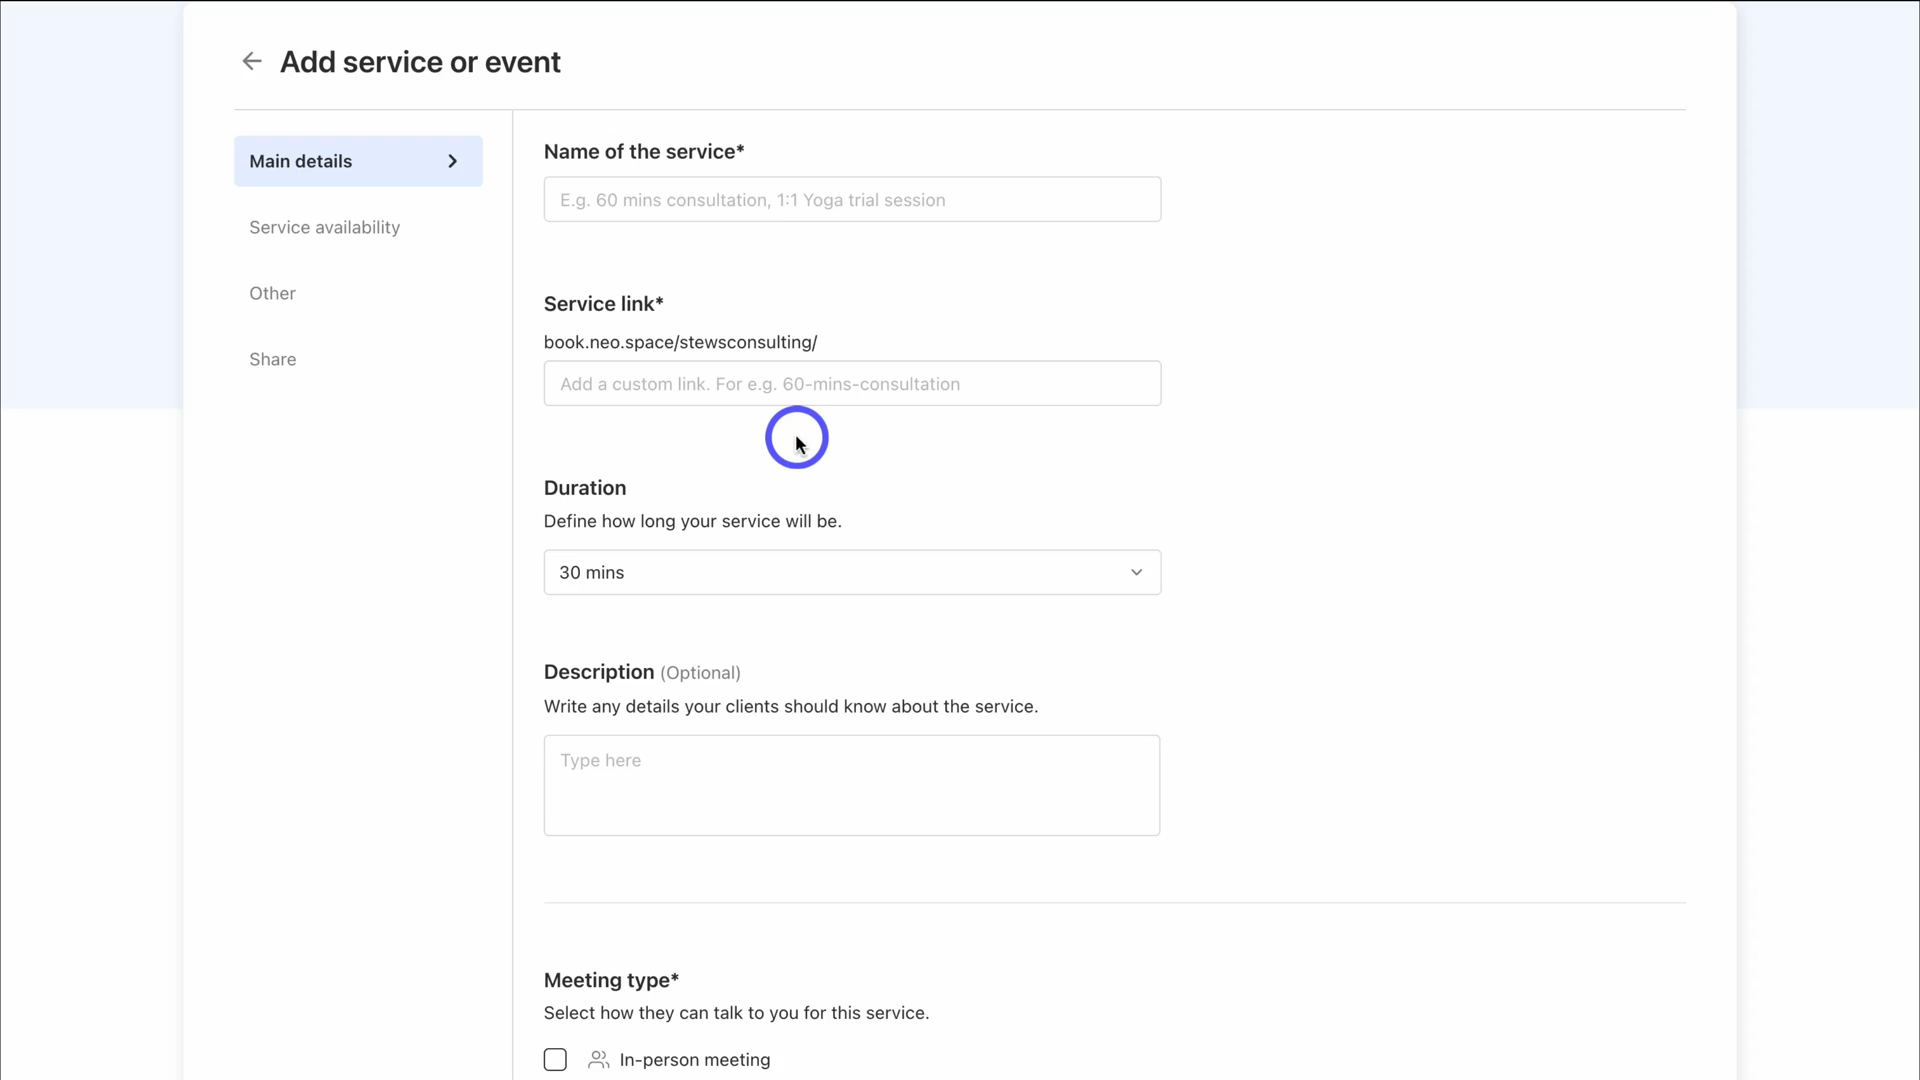 Add service or event
Main details
Service availability
Other
Share
Name of the service*
E.g. 60 mins consultation, 1:1 Yoga trial session
Service link*
book.neo.space/stewsconsulting/
Add a custom link. For e.g. 60-mins-consultation
Duration
Define how long your service will be.
30 mins
Description (Optional)
Write any details your clients should know about the service.
Type here
Meeting type*
Select how they can talk to you for this service.
In-person meeting